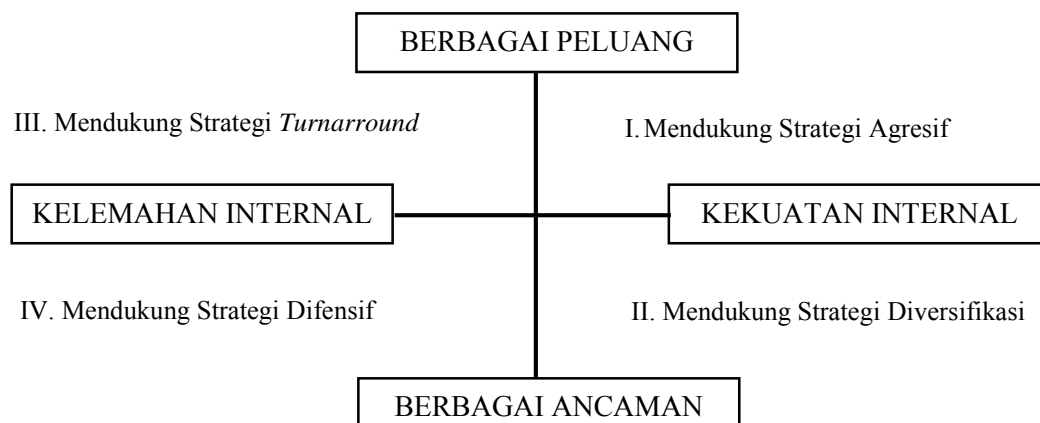 BERBAGAI PELUANG
III. Mendukung Strategi Turnarround
I. Mendukung Strategi Agresif
KELEMAHAN INTERNAL
KEKUATAN INTERNAL
IV. Mendukung Strategi Difensif
II. Mendukung Strategi Diversifikasi
BERBAGAI ANCAMAN